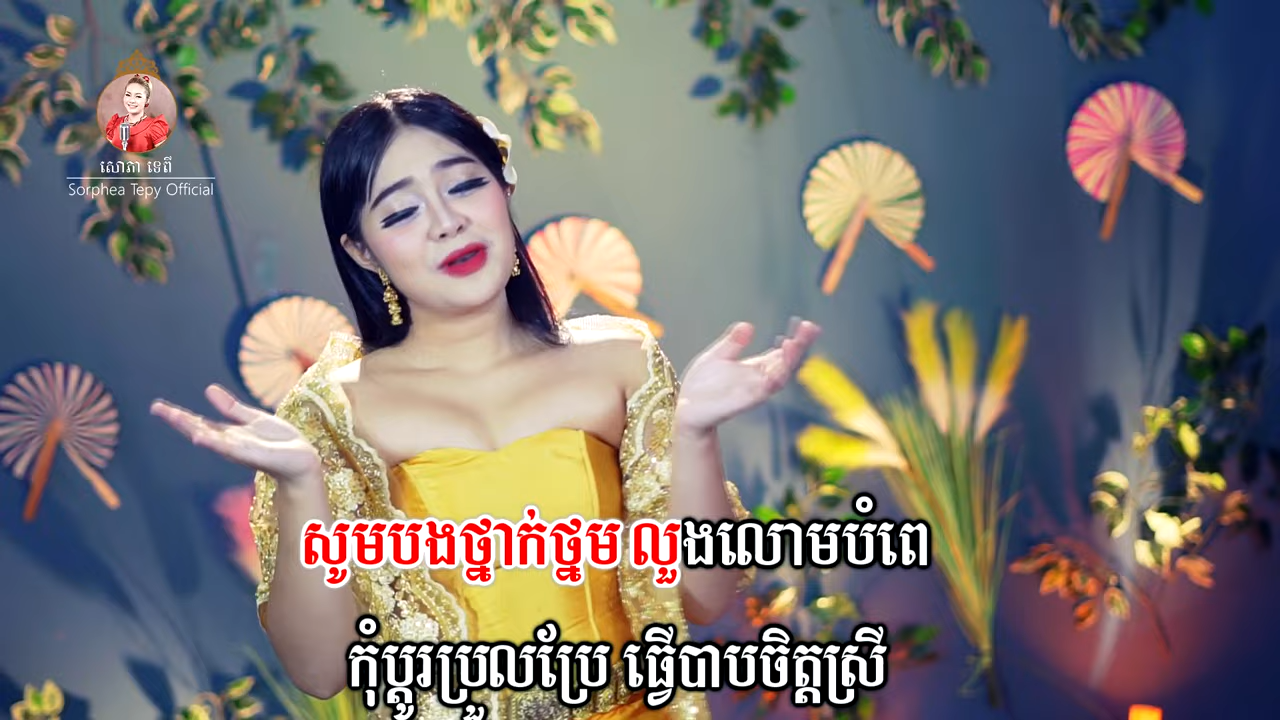 សោភា ទេពី
Sorphea Tepy Official
សូមបងថ្នាក់ថ្នម លួងលោមបំពេ
កុំប្ដូរប្រួលប្រែ ធ្វើបាបចិត្តស្រី